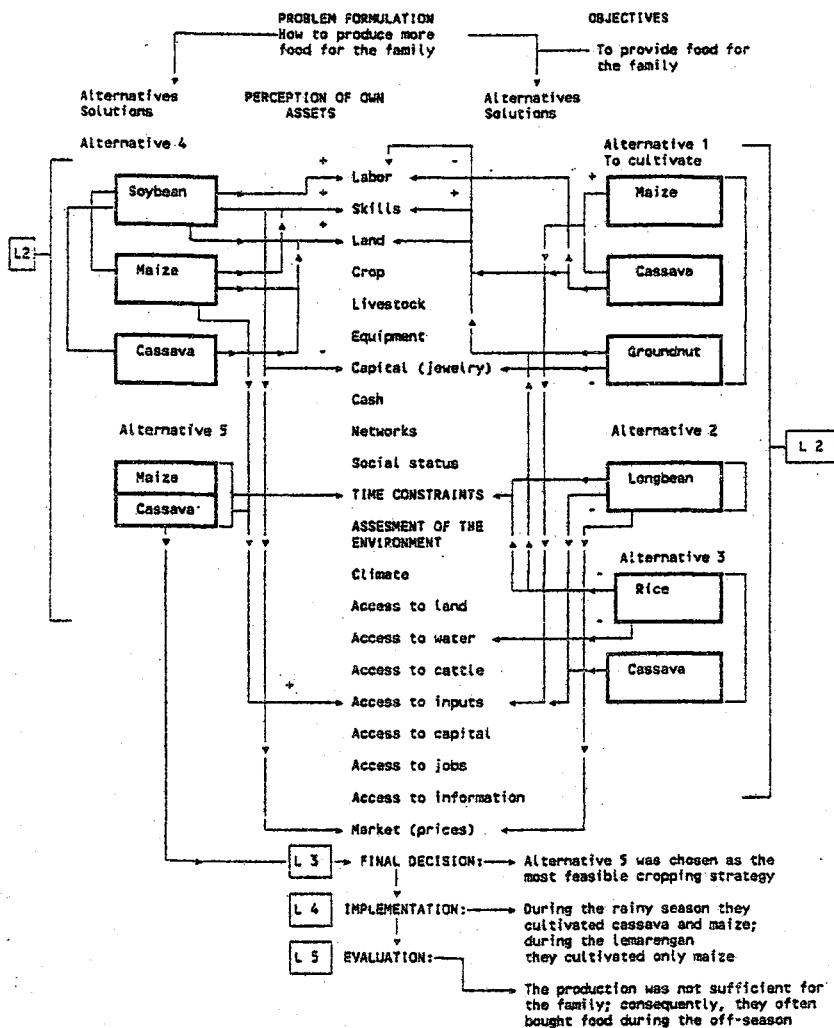 PROBLEM FORMULATION
How to produce more
food for the family
OBJECTIVES
To provide food for
the family
Alternatives
Solutions
PERCEPTION OF OWN
ASSETS
Alternatives
Solutions
Alternative 4
Alternative 1
To cultivate
Soybean
Maize
Cassava
L2
Alternative 5
Maize
Cassava
+
+
+
-
+
-
+
Labor
Skills
Land
Crop
Livestock
Equipment
Capital (jewelry)
Cash
Networks
Social status
TIME CONSTRAINTS
ASSESMENT OF THE
ENVIRONMENT
Climate
Access to land
Access to water
Access to cattle
Access to inputs
Access to capital
Access to jobs
Access to information
Market (prices)
+
Maize
Cassava
Groundnut
-
Alternative 2
Longbean
-
Alternative 3
-
Rice
-
Cassava
L 2
L 3
FINAL DECISION:
Alternative 5 was chosen as the
most feasible cropping strategy
L 4
IMPLEMENTATION:
During the rainy season they
cultivated cassava and maize;
during the lemarengan
they cultivated only maize
L 5
EVALUATION:
The production was not sufficient for
the family; consequently, they often
bought food during the off-season